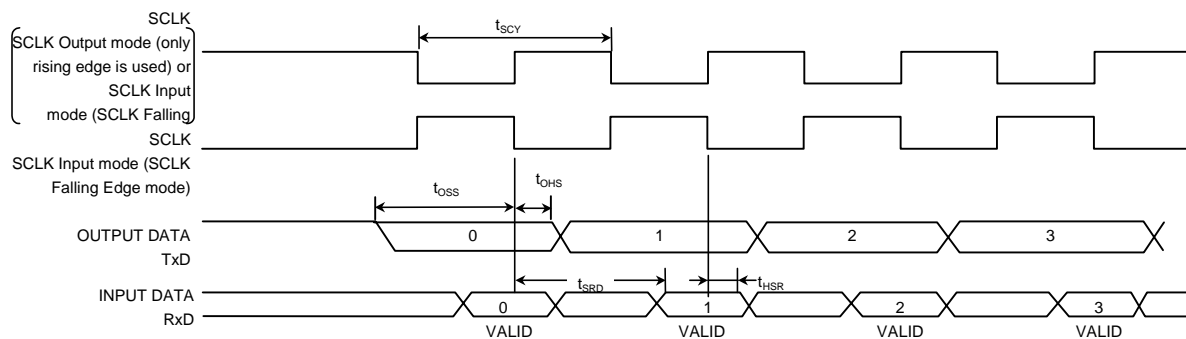 SCLK
SCLK Output mode (only
rising edge is used) or
SCLK Input
mode (SCLK Falling
SCLK
SCLK Input mode (SCLK
Falling Edge mode)
tSCY
tOSS
tOHS
OUTPUT DATA
TxD
0
1
2
3
tSRD
tHSR
INPUT DATA
RxD
0
1
2
3
VALID
VALID
VALID
VALID